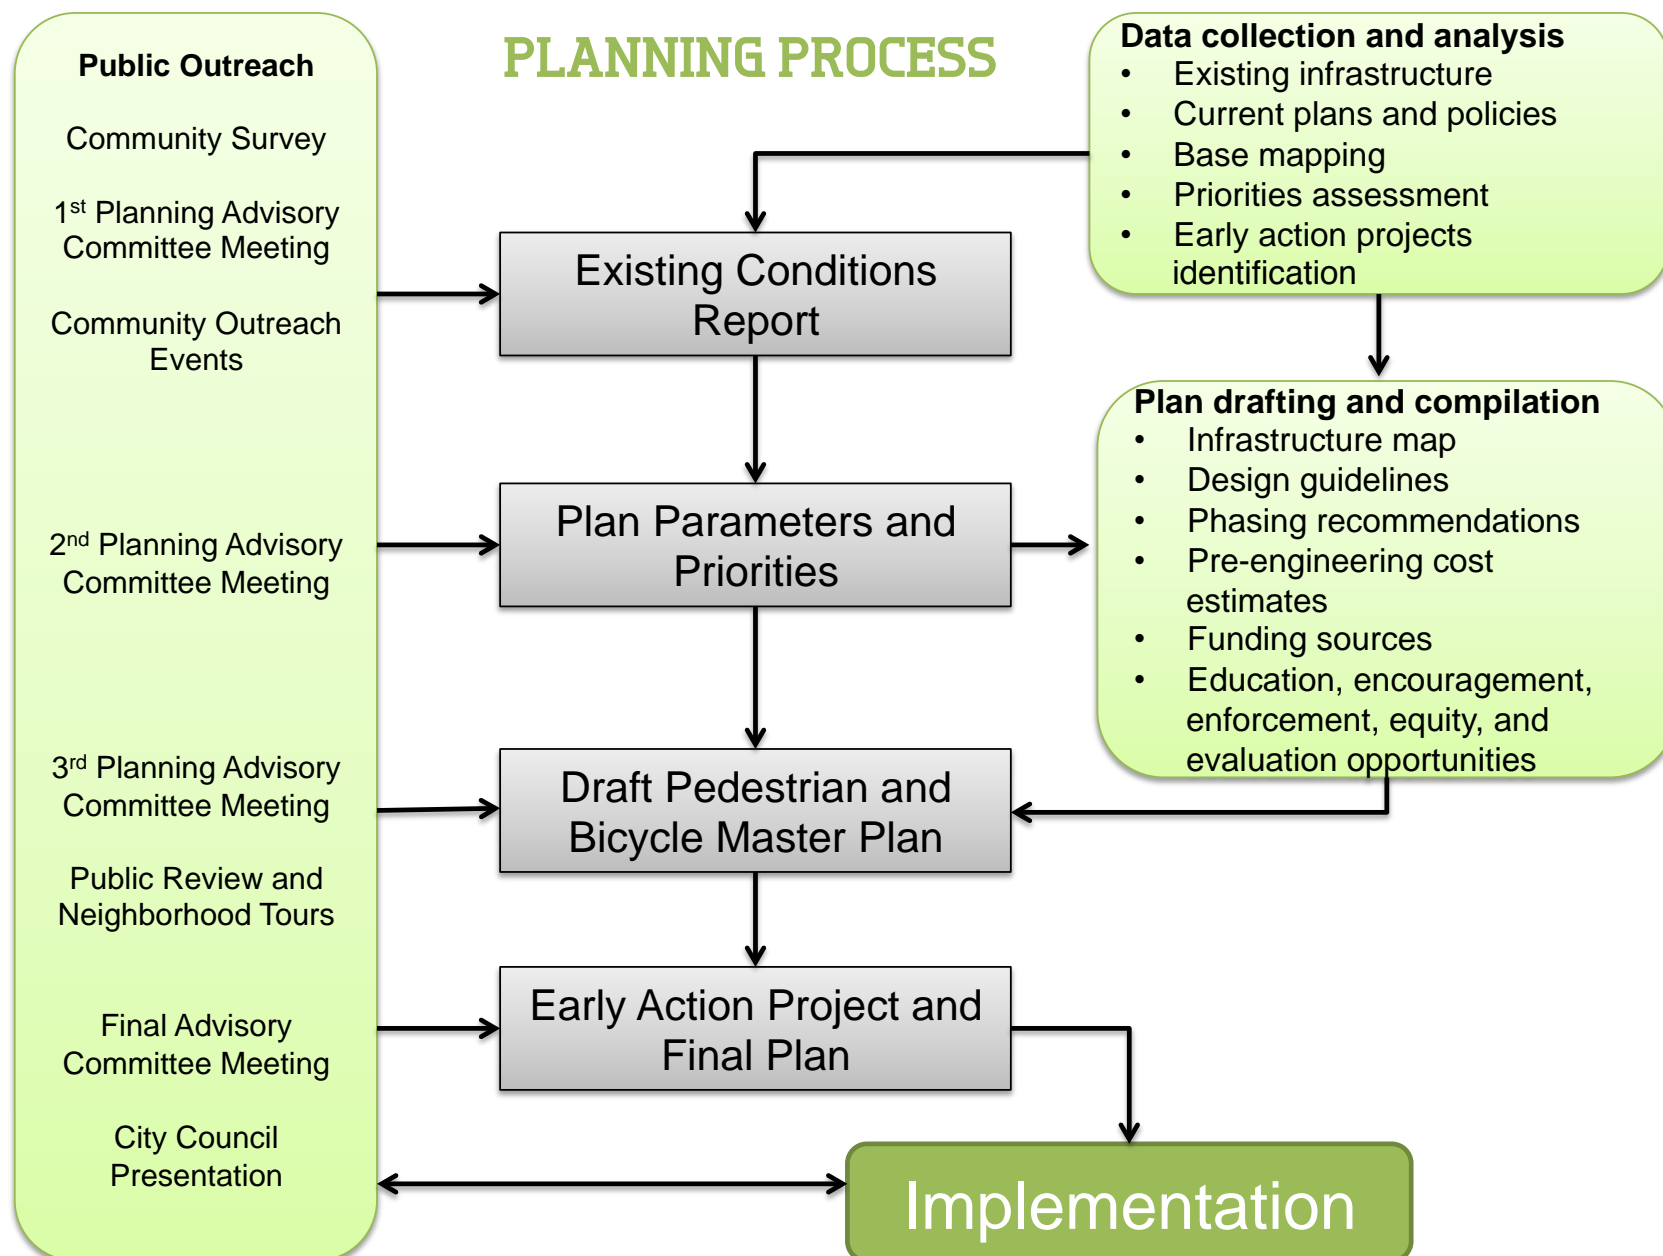 PLANNING PROCESS
Public Outreach
Community Survey
1st Planning Advisory
Committee Meeting
Community Outreach
Events
2nd Planning Advisory
Committee Meeting
3rd Planning Advisory
Committee Meeting
Public Review and
Neighborhood Tours
Final Advisory
Committee Meeting
City Council
Presentation
Existing Conditions
Report
Plan Parameters and
Priorities
Draft Pedestrian and
Bicycle Master Plan
Early Action Project and
Final Plan
Data collection and analysis
• Existing infrastructure
• Current plans and policies
• Base mapping
• Priorities assessment
• Early action projects
identification
Plan drafting and compilation
• Infrastructure map
• Design guidelines
• Phasing recommendations
• Pre-engineering cost
estimates
• Funding sources
• Education, encouragement,
enforcement, equity, and
evaluation opportunities
Implementation